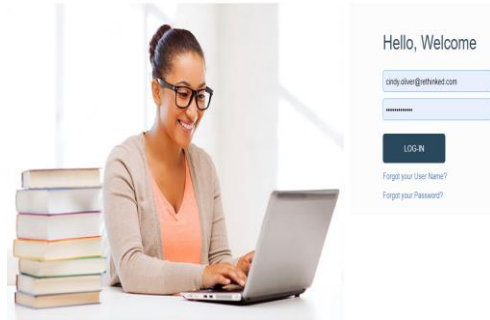 Hello, Welcome
cindy.oliver@rethinked.com
••••••••••••
LOG-IN
Forgot your User Name?
Forgot your Password?